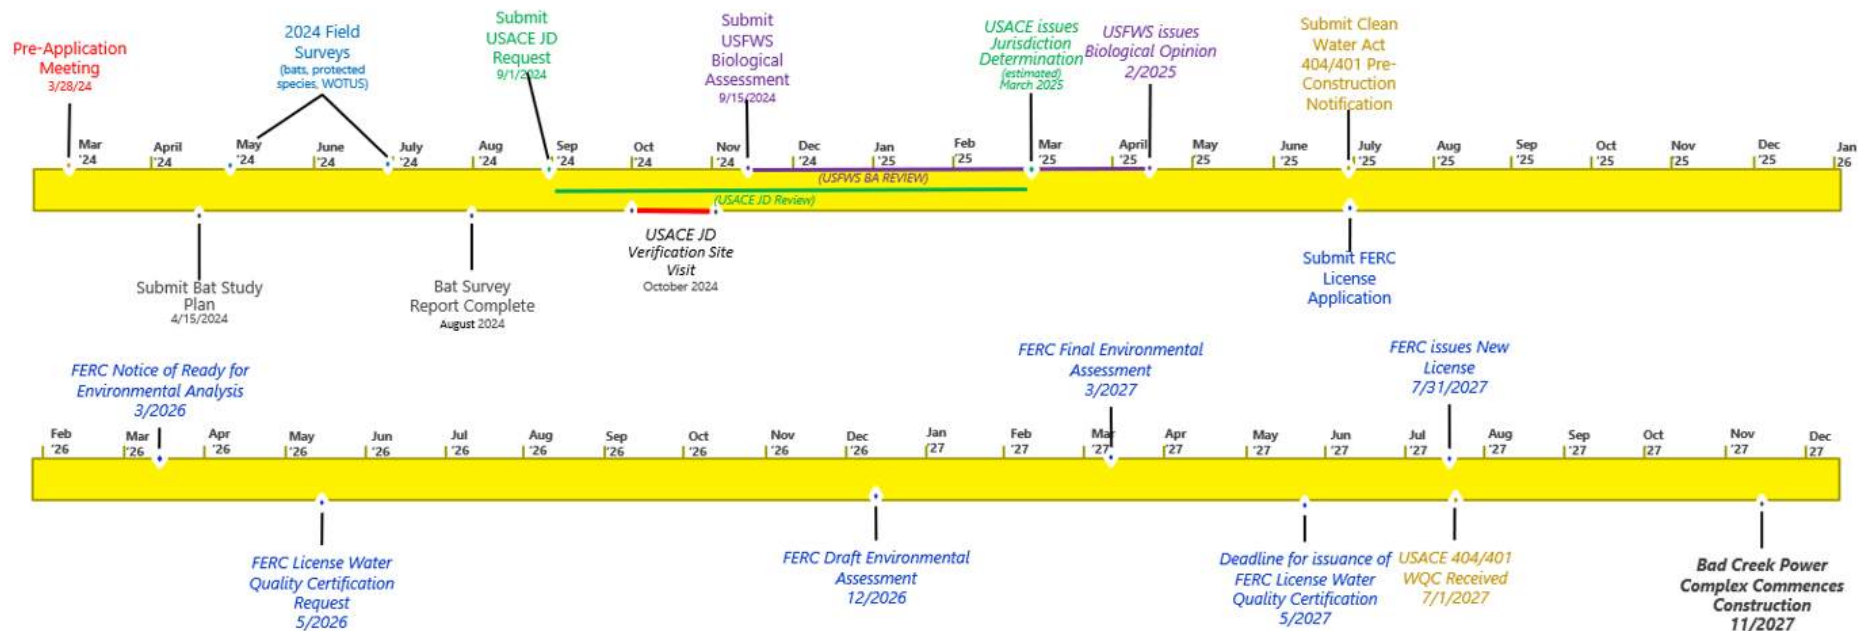 Pre-Application
Meeting
3/28/24
2024 Field
Surveys
(bats, protected
species, WOTUS)
Submit
USACE JD
Request
9/1/2024
Submit
USFWS
Biological
Assessment
9/15/2024
USACE issues
Jurisdiction
Determination
(estimated)
March 2025
USFWS issues
Biological Opinion
2/2025
Submit Clean
Water Act
404/401 Pre-
Construction
Notification
Mar '24
April '24
May '24
June '24
July '24
Aug '24
Sep '24
Oct '24
Nov '24
Dec '24
Jan '25
Feb '25
Mar '25
April '25
May '25
June '25
July '25
Aug '25
Sep '25
Oct '25
Nov '25
Dec '25
Jan 26
(USFWS BA REVIEW)
(USACE JD Review)
Submit Bat Study
Plan
4/15/2024
Bat Survey
Report Complete
August 2024
USACE JD
Verification Site
Visit
October 2024
Submit FERC
License
Application
FERC Notice of Ready for
Environmental Analysis
3/2026
FERC Final Environmental
Assessment
3/2027
FERC issues New
License
7/31/2027
Feb '26
Mar '26
Apr '26
May '26
Jun '26
Jul '26
Aug '26
Sep '26
Oct '26
Nov '26
Dec '26
Jan '27
Feb '27
Mar '27
Apr '27
May '27
Jun '27
Jul '27
Aug '27
Sep '27
Oct '27
Nov '27
Dec 27
FERC License Water
Quality Certification
Request
5/2026
FERC Draft Environmental
Assessment
12/2026
Deadline for issuance of
FERC License Water
Quality Certification
5/2027
USACE 404/401
WQC Received
7/1/2027
Bad Creek Power
Complex Commences
Construction
11/2027